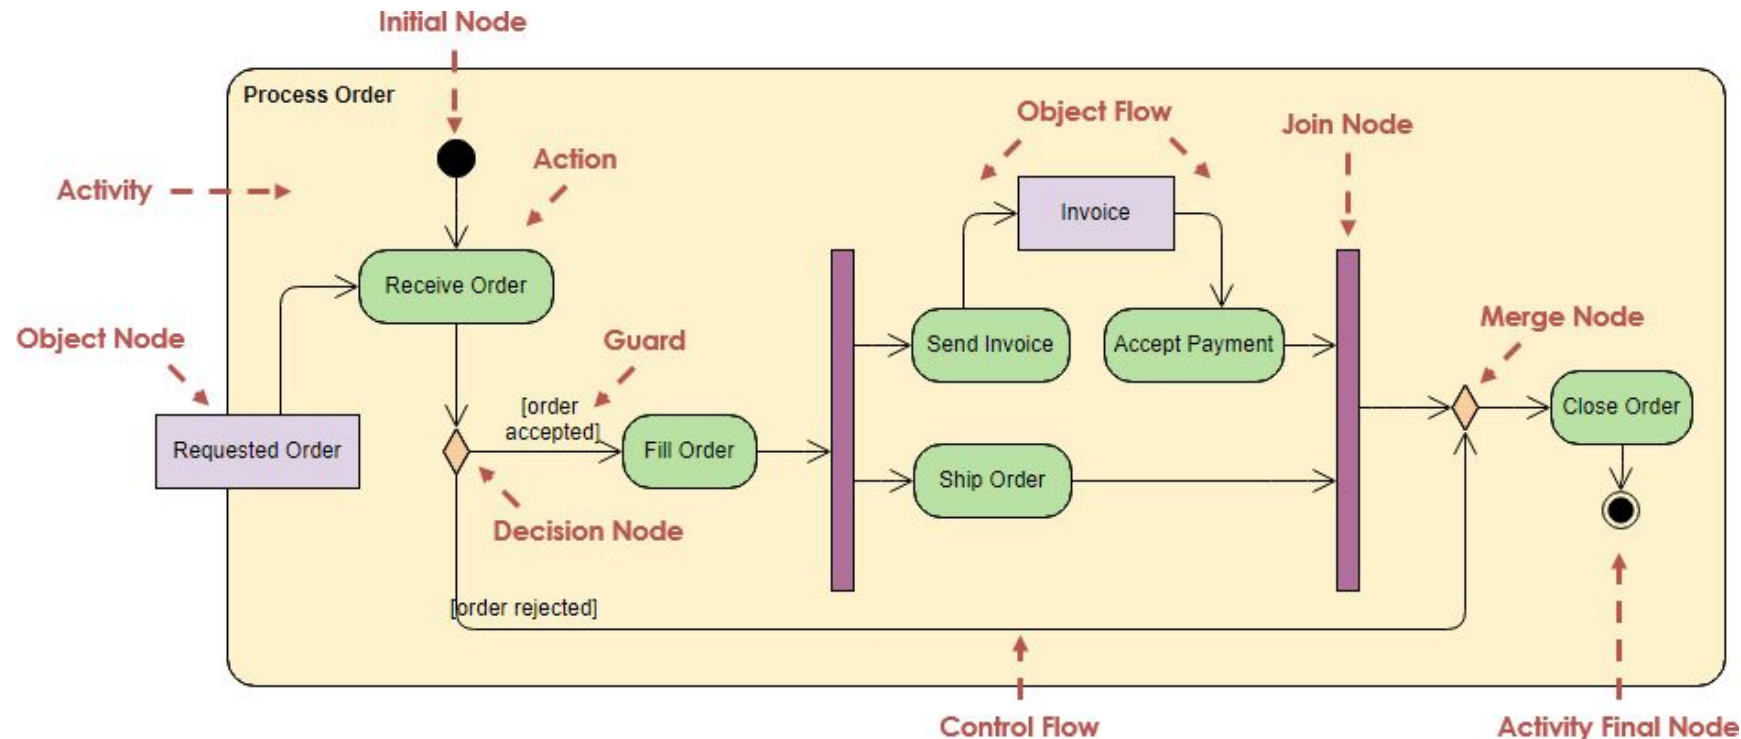 Initial Node
Process Order
Object Flow
Join Node
Action
Activity
Invoice
Receive Order
Object Node
Guard
Send Invoice
Accept Payment
Merge Node
[order
accepted]
Close Order
Requested Order
Fill Order
Ship Order
Decision Node
[order rejected]
Control Flow
Activity Final Node